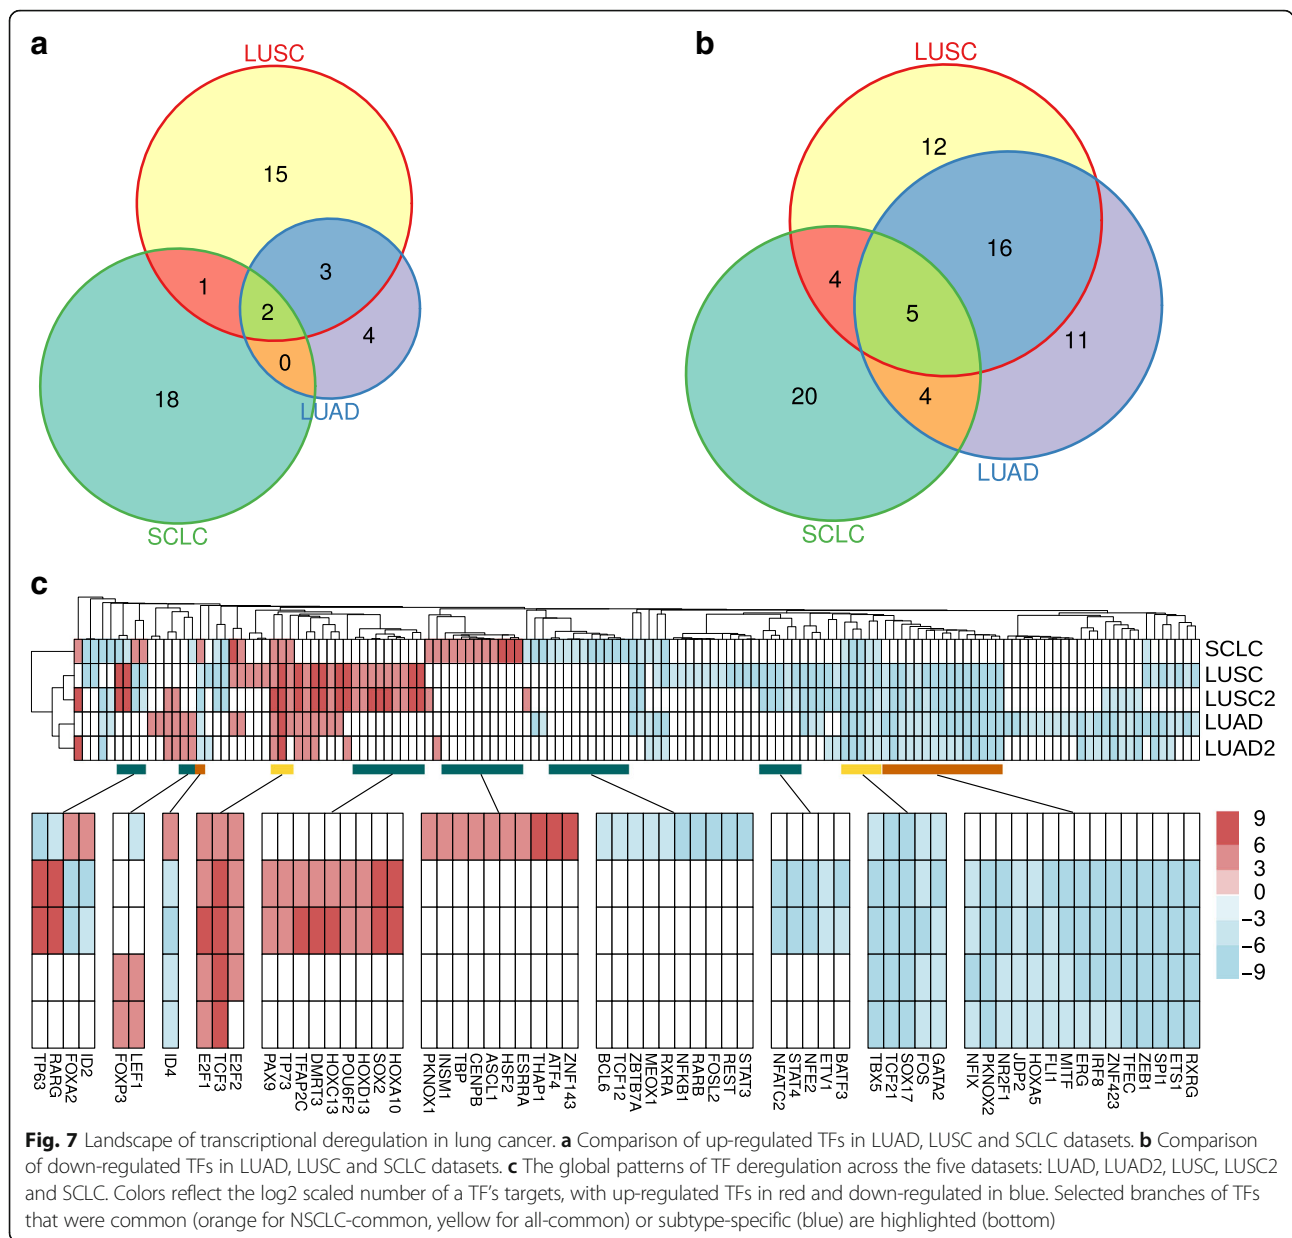 a
LUSC
15
1
3
2
4
0
18
LUAD
SCLC
b
LUSC
12
16
4
5
11
20
4
LUAD
SCLC
c
SCLC
LUSC
LUSC2
LUAD
LUAD2
9
6
3
0
−3
−6
−9
TP63
RARG
FOXA2
ID2
FOXP3
LEF1
ID4
E2F1
TCF3
E2F2
PAX9
TP73
TFAP2C
DMRT3
HOXC13
POU6F2
HOXD13
SOX2
HOXA10
PKNOX1
INSM1
TBP
CENPB
ASCL1
HSF2
ESRRA
THAP1
ATF4
ZNF143
BCL6
TCF12
ZBTB7A
MEOX1
RXRA
NFKB1
RARB
FOSL2
REST
STAT3
NFATC2
STAT4
NFE2
ETV1
BATF3
TBX5
TCF21
SOX17
FOS
GATA2
NFIX
PKNOX2
NR2F1
JDP2
HOXA5
FLI1
MITF
ERG
IRF8
ZNF423
TFEC
ZEB1
SPI1
ETS1
RXRG
Fig. 7 Landscape of transcriptional deregulation in lung cancer. a Comparison of up-regulated TFs in LUAD, LUSC and SCLC datasets. b Comparison
of down-regulated TFs in LUAD, LUSC and SCLC datasets. c The global patterns of TF deregulation across the five datasets: LUAD, LUAD2, LUSC, LUSC2
and SCLC. Colors reflect the log2 scaled number of a TF's targets, with up-regulated TFs in red and down-regulated in blue. Selected branches of TFs
that were common (orange for NSCLC-common, yellow for all-common) or subtype-specific (blue) are highlighted (bottom)